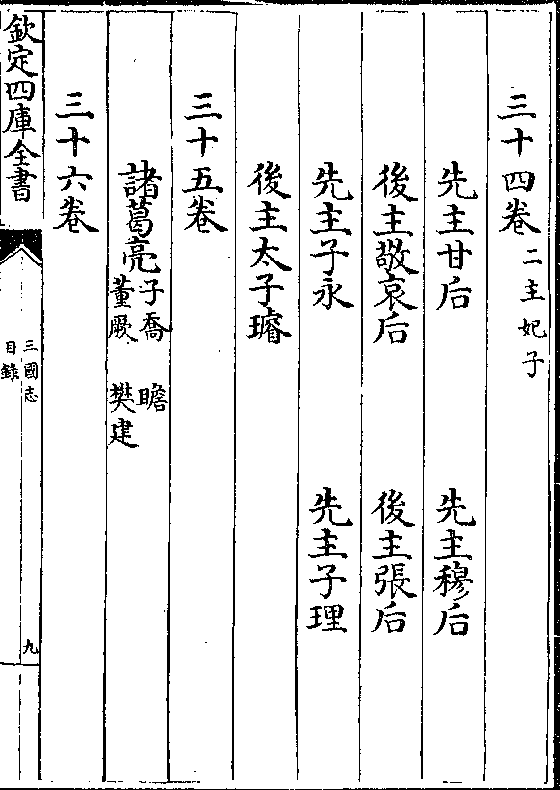 三十四卷二主妃子
先主甘后 先主穆后
後主敬哀后 後主張后
先主子永 先主子理
後主太子璿
三十五卷
諸葛亮子喬 瞻 董厥 樊建
三十六卷
欽定四庫全書 三國志目錄 九